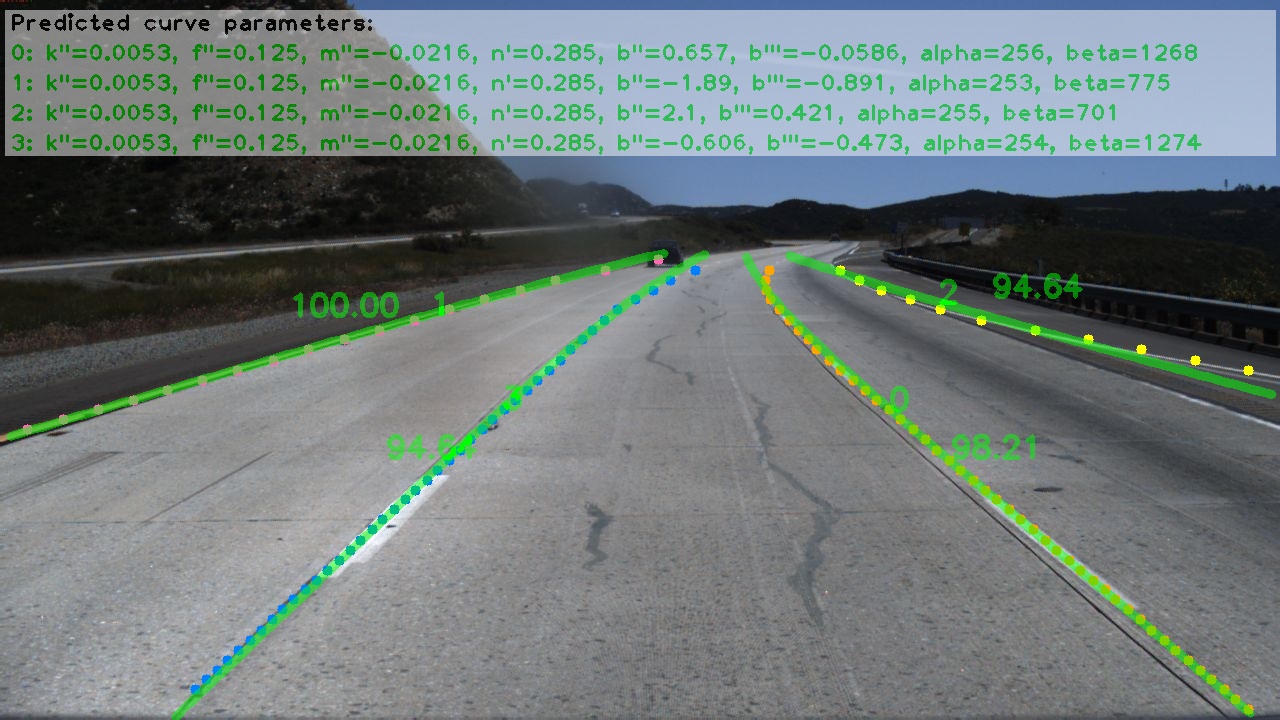 Predicted curve parameters:
0: k''=0.0053, f''=0.125, m''=-0.0216, n'=0.285, b''=0.657, b'''=-0.0586, alpha=256, beta=1268
1: k''=0.0053, f''=0.125, m''=-0.0216, n'=0.285, b''=-1.89, b'''=-0.891, alpha=253, beta=775
2: k''=0.0053, f''=0.125, m''=-0.0216, n'=0.285, b''=2.1, b'''=0.421, alpha=255, beta=701
3: k''=0.0053, f''=0.125, m''=-0.0216, n'=0.285, b''=-0.606, b'''=-0.473, alpha=254, beta=1274
100.00 1
2 94.64
0
94.64
98.21